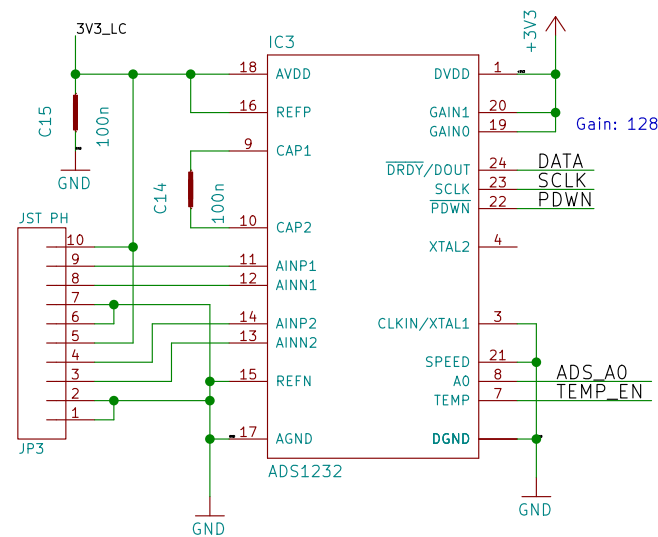 3V3_LC
+3V3
IC3
18 AVDD DVDD 1
16 REFP GAIN1 20
GAIN0 19
Gain: 128
C15
100n
9 CAP1
GND
DRDY/DOUT 24 DATA
SCLK 23 SCLK
PDWN 22 PDWN
C14
100n
JST PH
10 CAP2
10
XTAL2 4
9 11 AINP1
8 12 AINN1
7
6 14 AINP2 CLKIN/XTAL1 3
5 13 AINN2
4 SPEED 21
3 15 REFN A0 8 ADS_A0
2 TEMP 7 TEMP_EN
1
17 AGND DGND
JP3
ADS1232
GND
GND